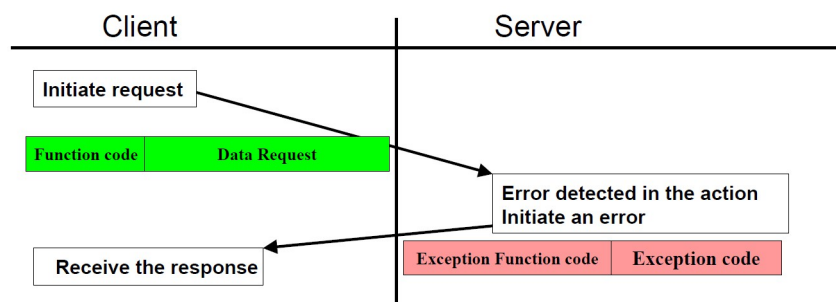 Client
Server
Initiate request
Function code
Data Request
Error detected in the action
Initiate an error
Receive the response
Exception Function code
Exception code